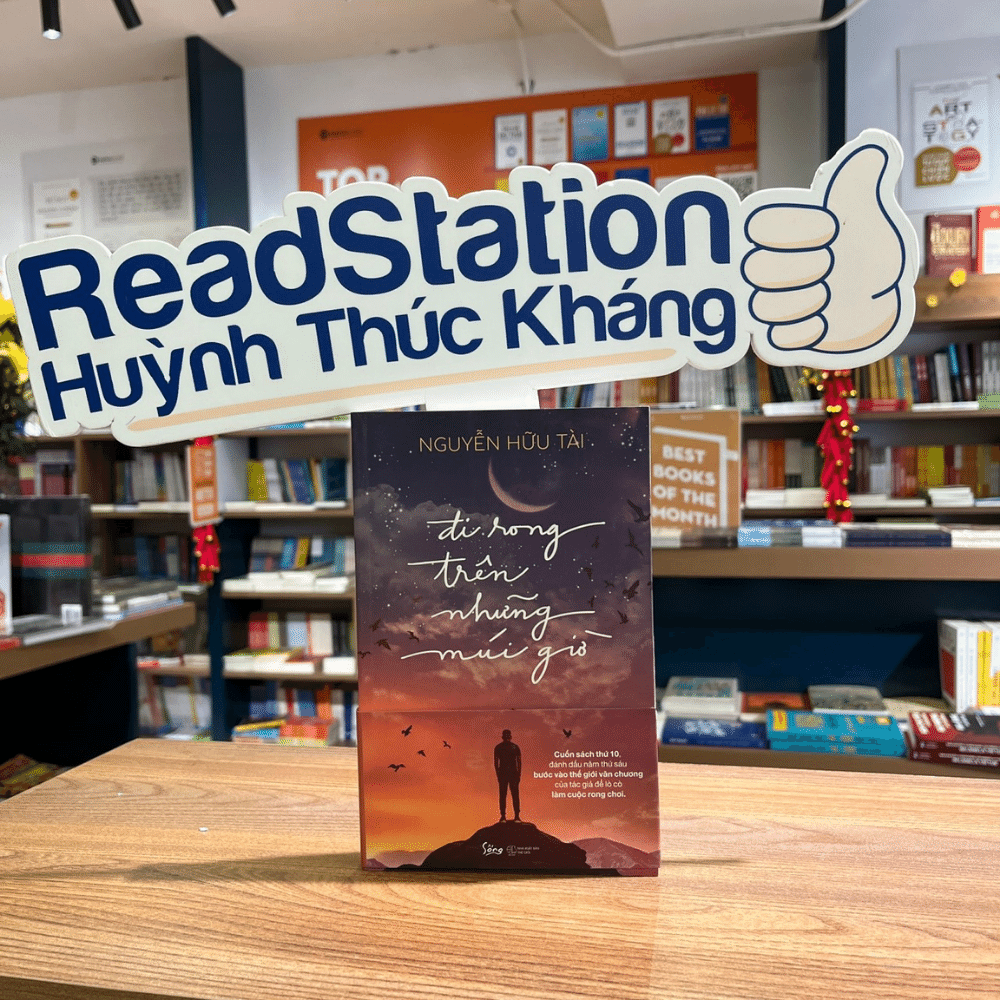 TOP
ART
ReadStation
Huỳnh Thúc Kháng
BEST
BOOKS
OF THE
MONTH
NGUYỄN HỮU TÀI
đi rong
trên
những
múi giờ
Cuốn sách thứ 10,
đánh dấu năm thứ sáu
bước vào thế giới văn chương
của tác giả để lò cò
làm cuộc rong chơi.
Sống